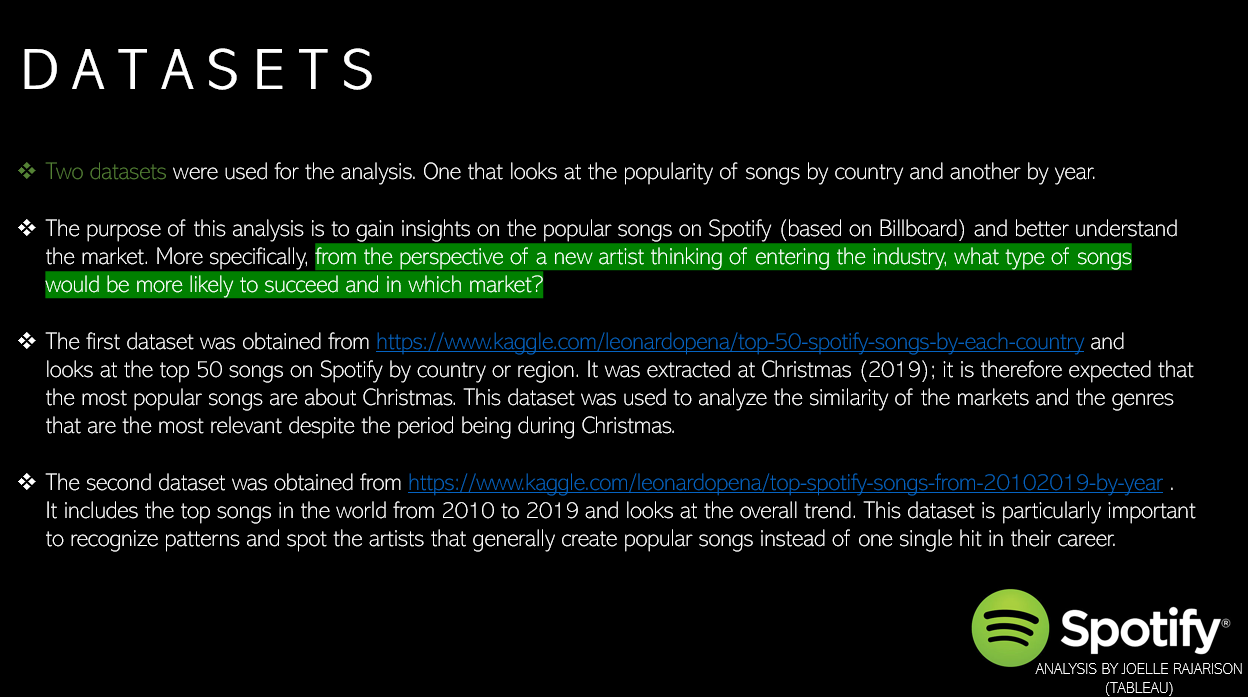 DATASETS
❖ Two datasets were used for the analysis. One that looks at the popularity of songs by country and another by year.
❖ The purpose of this analysis is to gain insights on the popular songs on Spotify (based on Billboard) and better understand
the market. More specifically, from the perspective of a new artist thinking of entering the industry, what type of songs
would be more likely to succeed and in which market?
❖ The first dataset was obtained from https://www.kaggle.com/leonardopena/top-50-spotify-songs-by-each-country and
looks at the top 50 songs on Spotify by country or region. It was extracted at Christmas (2019); it is therefore expected that
the most popular songs are about Christmas. This dataset was used to analyze the similarity of the markets and the genres
that are the most relevant despite the period being during Christmas.
❖ The second dataset was obtained from https://www.kaggle.com/leonardopena/top-spotify-songs-from-20102019-by-year .
It includes the top songs in the world from 2010 to 2019 and looks at the overall trend. This dataset is particularly important
to recognize patterns and spot the artists that generally create popular songs instead of one single hit in their career.
Spotify®
ANALYSIS BY JOELLE RAJARISON
(TABLEAU)